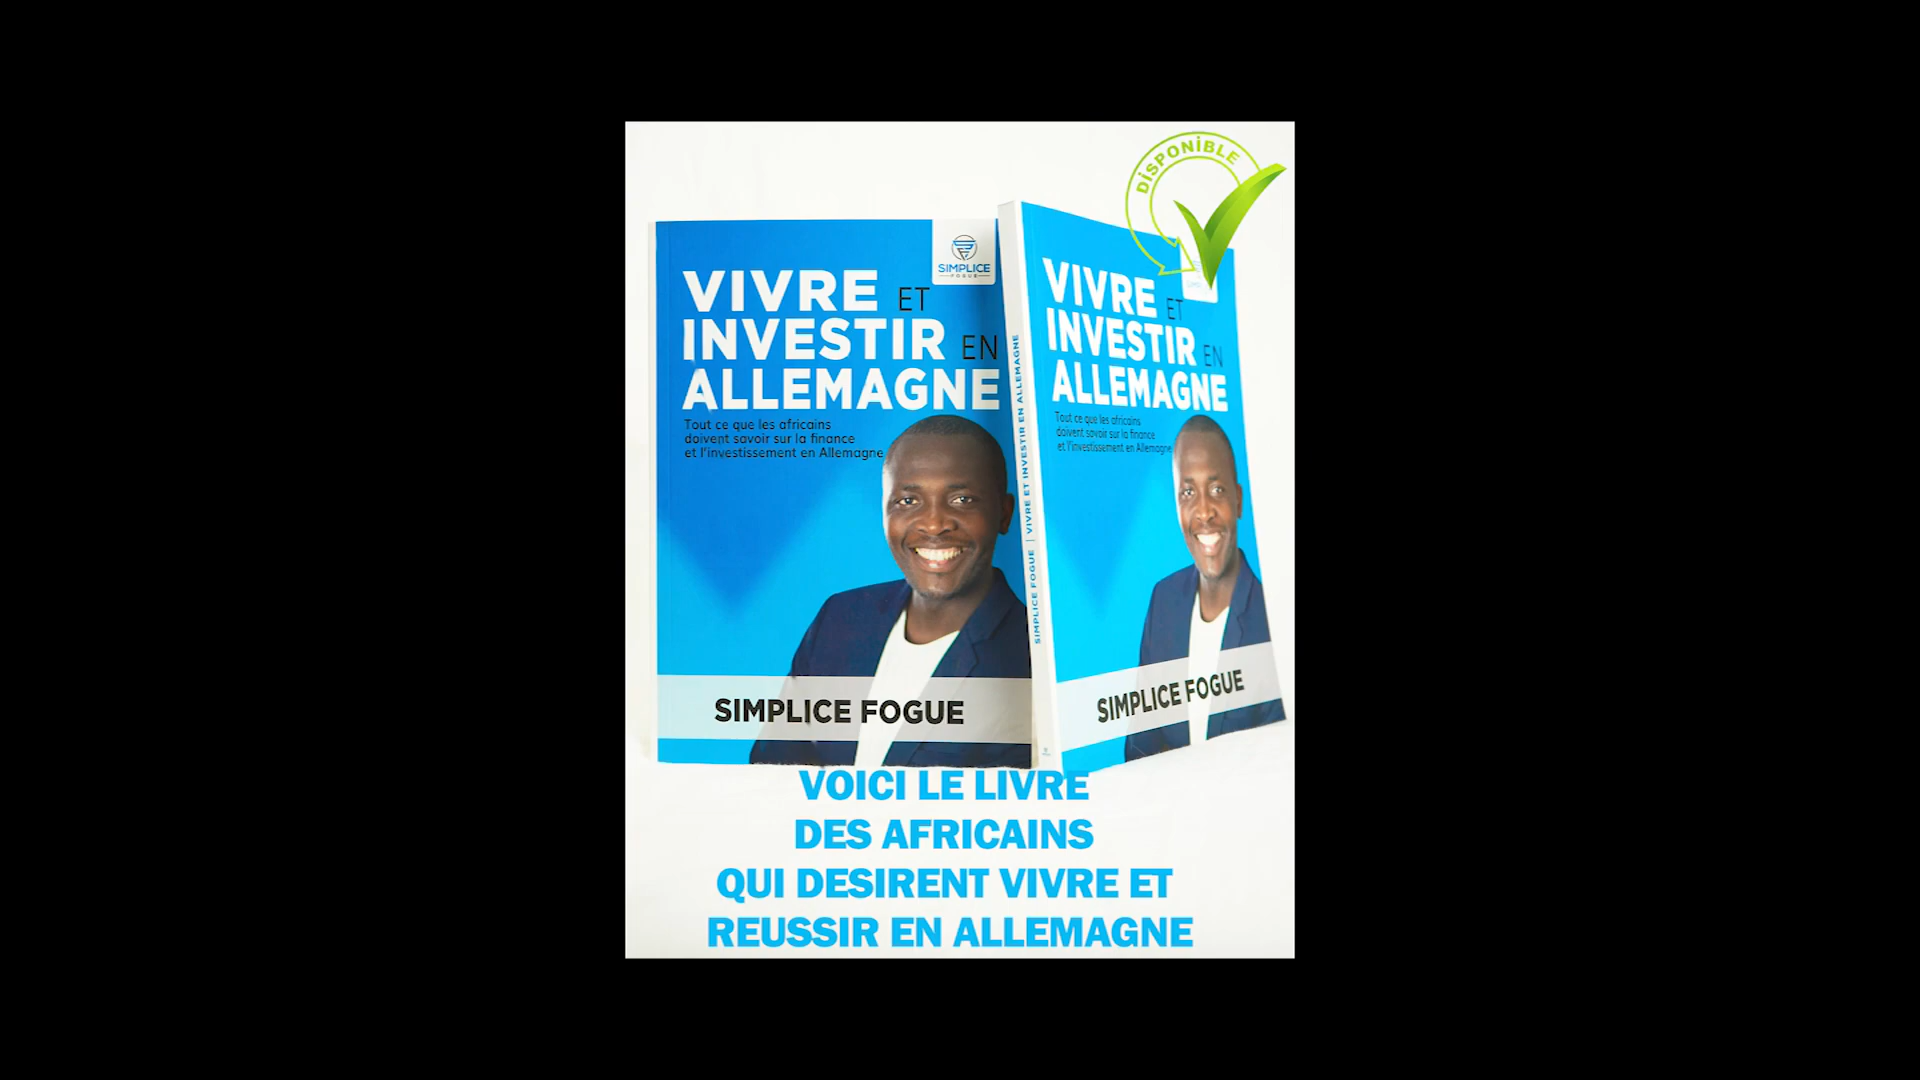 DİSPONİBLE
SIMPLICE
FOGUE
VIVRE ET
INVESTIR EN
ALLEMAGNE
Tout ce que les africains
doivent savoir sur la finance
et l'investissement en Allemagne
SIMPLICE FOGUE
SIMPLICE FOGUE | VIVRE ET INVESTIR EN ALLEMAGNE
VIVRE ET
INVESTIR EN
ALLEMAGNE
Tout ce que les africains
doivent savoir sur la finance
et l'investissement en Allemagne
SIMPLICE FOGUE
VOICI LE LIVRE
DES AFRICAINS
QUI DESIRENT VIVRE ET
REUSSIR EN ALLEMAGNE